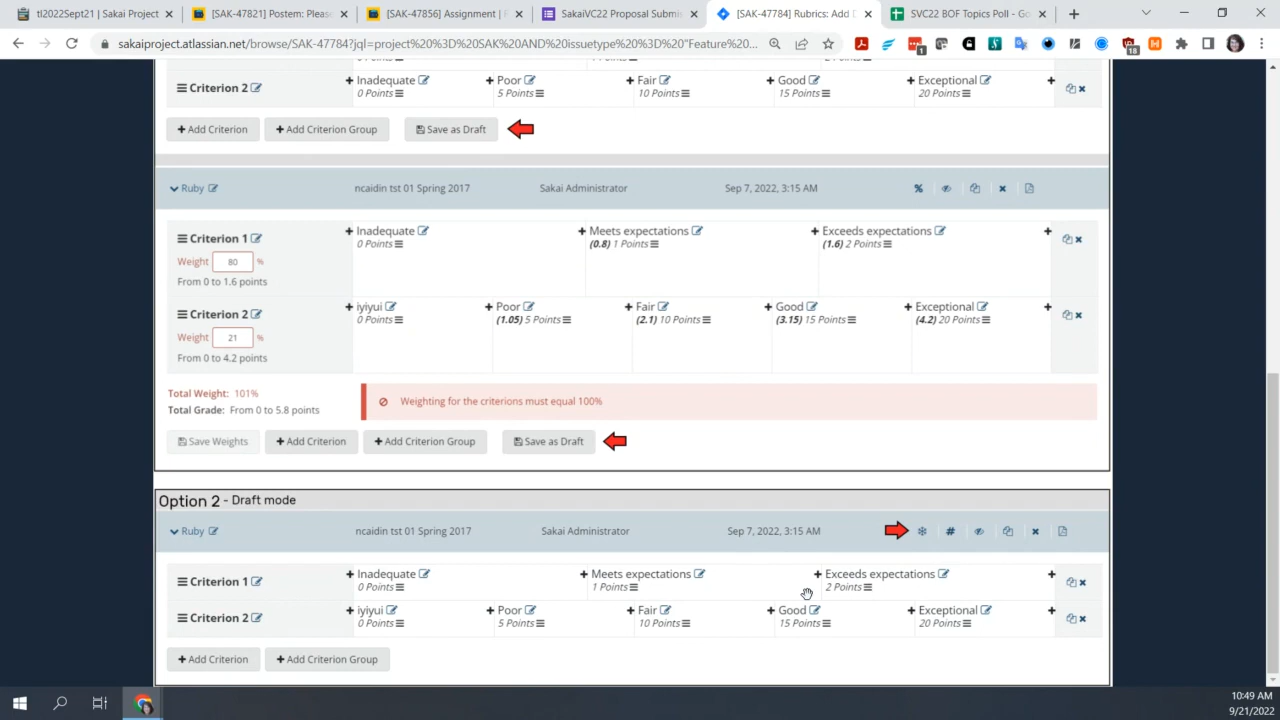 tl2022Sept21 | Sakai Project
[SAK-47821] Postem: Please
[SAK-47856] Assignment | F
SakaiVC22 Proposal Submis
[SAK-47784] Rubrics: Add D
SVC22 BOF Topics Poll - Go
sakaiproject.atlassian.net/browse/SAK-47784?jql=project%20%3D%20SAK%20AND%20issuetype%20%3D%20"Feature%20...
1
18
Criterion 2
Inadequate
0 Points
Poor
5 Points
Fair
10 Points
Good
15 Points
Exceptional
20 Points
+ Add Criterion
+ Add Criterion Group
Save as Draft
Ruby
ncaidin tst 01 Spring 2017
Sakai Administrator
Sep 7, 2022, 3:15 AM
%
Criterion 1
Weight 80 %
From 0 to 1.6 points
Inadequate
0 Points
Meets expectations
(0.8) 1 Points
Exceeds expectations
(1.6) 2 Points
Criterion 2
Weight 21 %
From 0 to 4.2 points
iyiyui
0 Points
Poor
(1.05) 5 Points
Fair
(2.1) 10 Points
Good
(3.15) 15 Points
Exceptional
(4.2) 20 Points
Total Weight: 101%
Total Grade: From 0 to 5.8 points
Weighting for the criterions must equal 100%
Save Weights
+ Add Criterion
+ Add Criterion Group
Save as Draft
Option 2 - Draft mode
Ruby
ncaidin tst 01 Spring 2017
Sakai Administrator
Sep 7, 2022, 3:15 AM
#
Criterion 1
Inadequate
0 Points
Meets expectations
1 Points
Exceeds expectations
2 Points
Criterion 2
iyiyui
0 Points
Poor
5 Points
Fair
10 Points
Good
15 Points
Exceptional
20 Points
+ Add Criterion
+ Add Criterion Group
10:49 AM
9/21/2022